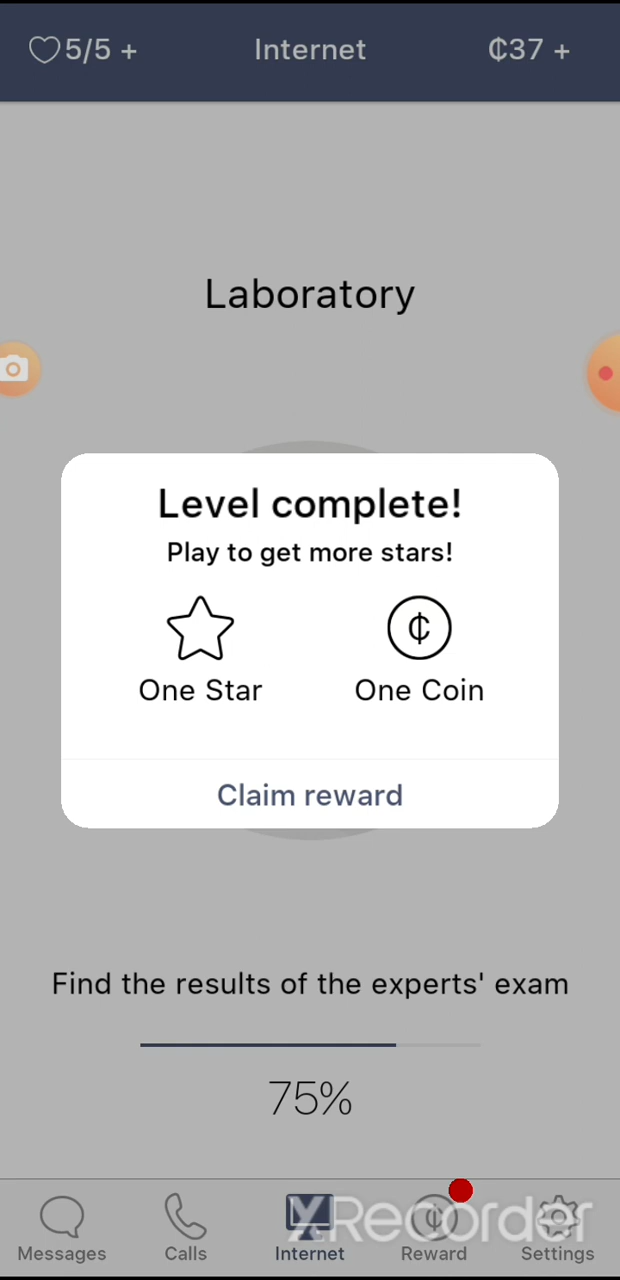 5/5 +
Internet
₵37 +
Laboratory
Level complete!
Play to get more stars!
One Star
One Coin
Claim reward
Find the results of the experts' exam
75%
XRecorder
Messages
Calls
Internet
Reward
Settings